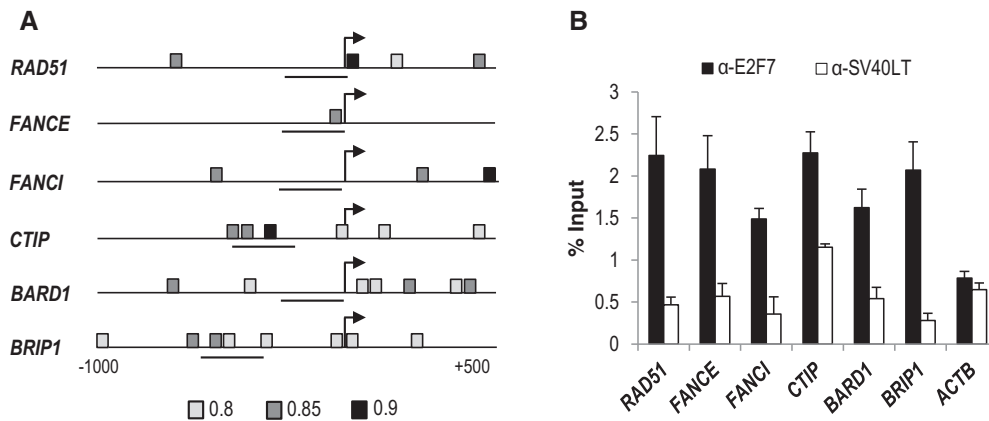 A
RAD51
FANCE
FANCI
CTIP
BARD1
BRIP1
-1000 +500
0.8 0.85 0.9
B
α-E2F7 α-SV40LT
% Input
3
2.5
2
1.5
1
0.5
0
RAD51 FANCE FANCI CTIP BARD1 BRIP1 ACTB